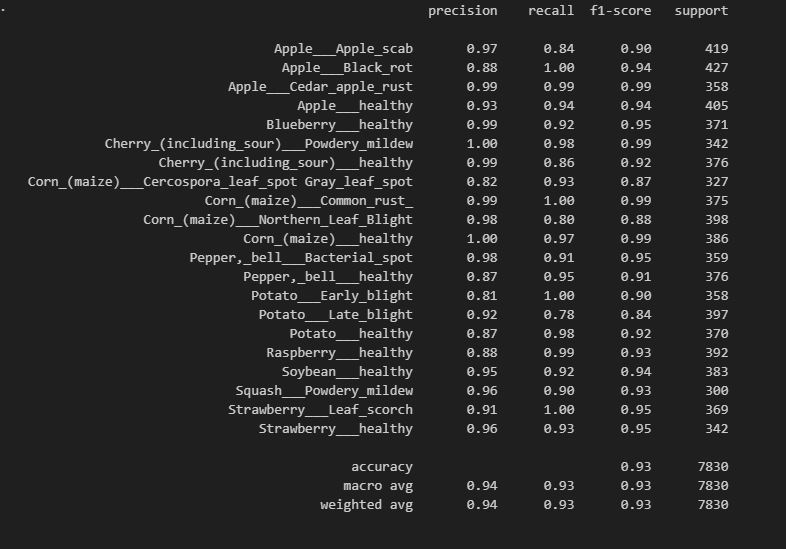 precision recall f1-score support
Apple___Apple_scab 0.97 0.84 0.90 419
Apple___Black_rot 0.88 1.00 0.94 427
Apple___Cedar_apple_rust 0.99 0.99 0.99 358
Apple___healthy 0.93 0.94 0.94 405
Blueberry___healthy 0.99 0.92 0.95 371
Cherry_(including_sour)___Powdery_mildew 1.00 0.98 0.99 342
Cherry_(including_sour)___healthy 0.99 0.86 0.92 376
Corn_(maize)___Cercospora_leaf_spot Gray_leaf_spot 0.82 0.93 0.87 327
Corn_(maize)___Common_rust_ 0.99 1.00 0.99 375
Corn_(maize)___Northern_Leaf_Blight 0.98 0.80 0.88 398
Corn_(maize)___healthy 1.00 0.97 0.99 386
Pepper,_bell___Bacterial_spot 0.98 0.91 0.95 359
Pepper,_bell___healthy 0.87 0.95 0.91 376
Potato___Early_blight 0.81 1.00 0.90 358
Potato___Late_blight 0.92 0.78 0.84 397
Potato___healthy 0.87 0.98 0.92 370
Raspberry___healthy 0.88 0.99 0.93 392
Soybean___healthy 0.95 0.92 0.94 383
Squash___Powdery_mildew 0.96 0.90 0.93 300
Strawberry___Leaf_scorch 0.91 1.00 0.95 369
Strawberry___healthy 0.96 0.93 0.95 342
accuracy 0.93 7830
macro avg 0.94 0.93 0.93 7830
weighted avg 0.94 0.93 0.93 7830